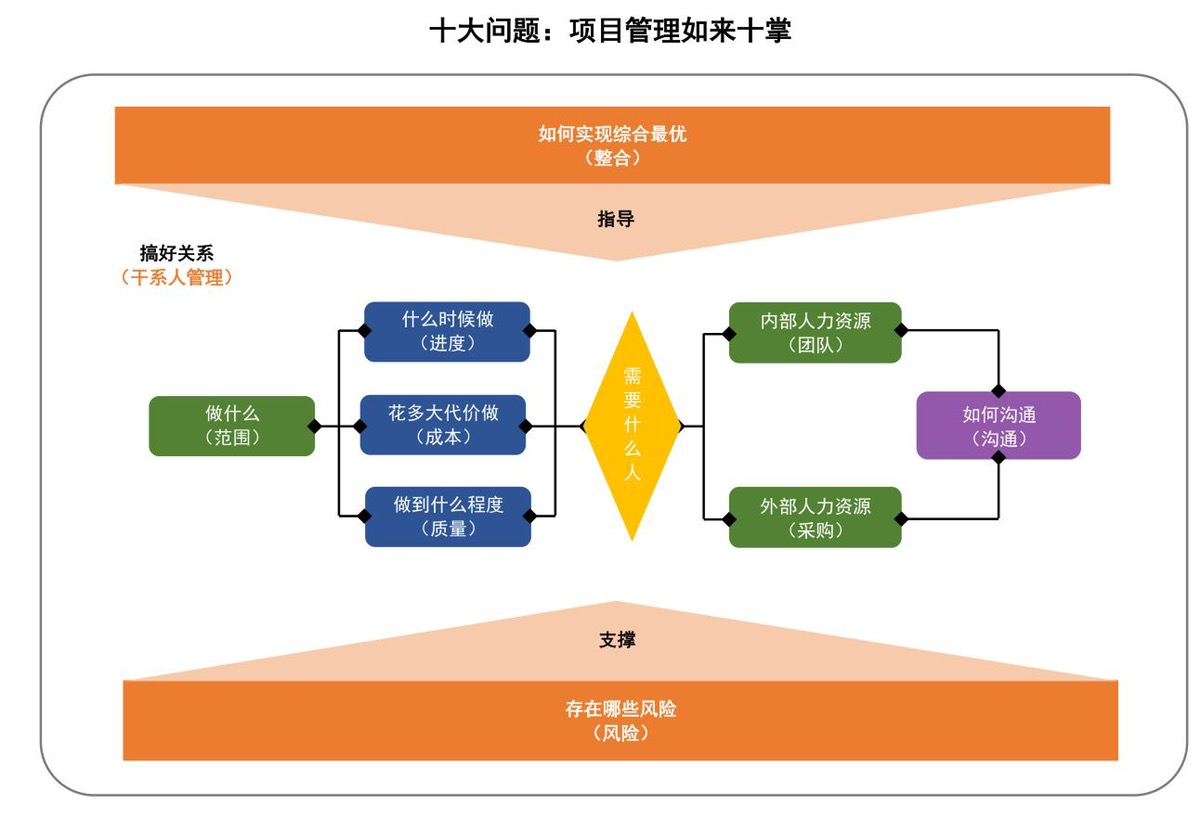 十大问题：项目管理如来十掌
如何实现综合最优
（整合）
指导
搞好关系
（干系人管理）
什么时候做
（进度）
内部人力资源
（团队）
做什么
（范围）
花多大代价做
（成本）
需
要
什
么
人
如何沟通
（沟通）
做到什么程度
（质量）
外部人力资源
（采购）
支撑
存在哪些风险
（风险）